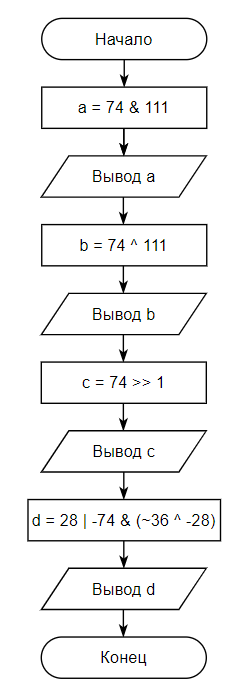 Начало
a = 74 & 111
Вывод a
b = 74 ^ 111
Вывод b
c = 74 >> 1
Вывод c
d = 28 | -74 & (~36 ^ -28)
Вывод d
Конец